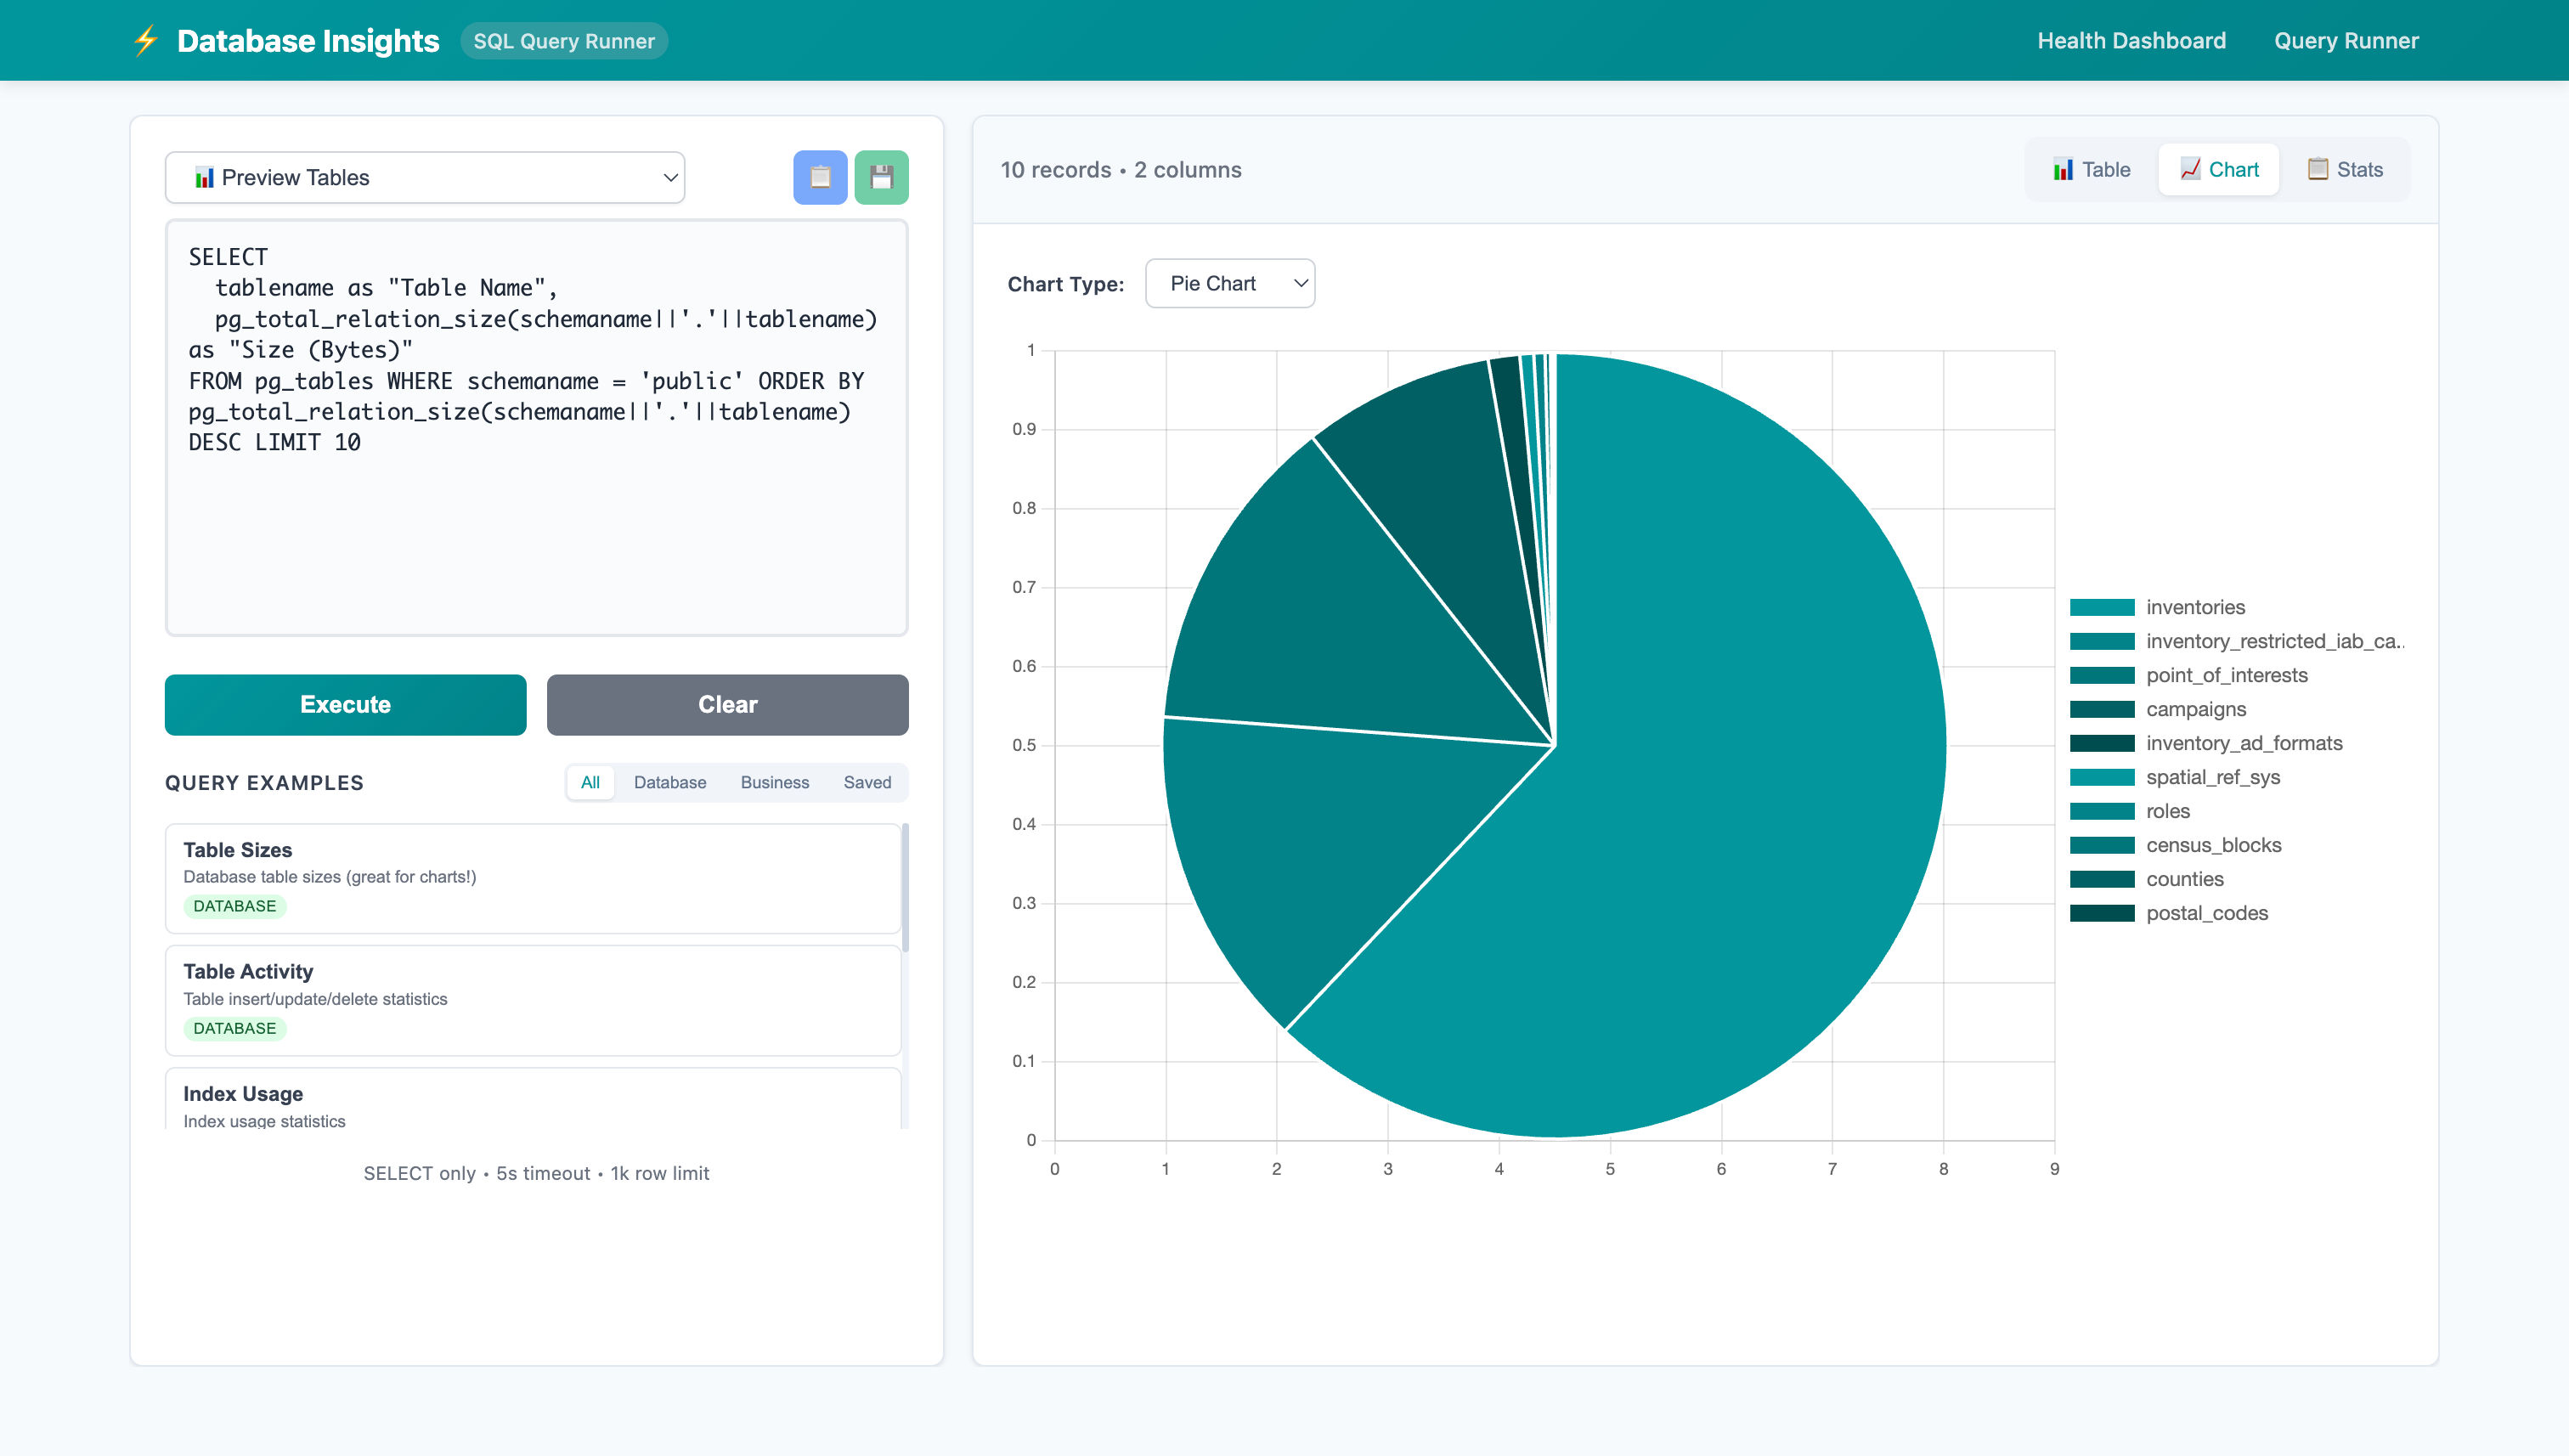 Database Insights
SQL Query Runner
Health Dashboard
Query Runner
Preview Tables
SELECT
tablename as "Table Name",
pg_total_relation_size(schemaname||'.'||tablename)
as "Size (Bytes)"
FROM pg_tables WHERE schemaname = 'public' ORDER BY
pg_total_relation_size(schemaname||'.'||tablename)
DESC LIMIT 10
Execute
Clear
QUERY EXAMPLES
All
Database
Business
Saved
Table Sizes
Database table sizes (great for charts!)
DATABASE
Table Activity
Table insert/update/delete statistics
DATABASE
Index Usage
Index usage statistics
SELECT only • 5s timeout • 1k row limit
10 records • 2 columns
Table
Chart
Stats
Chart Type:
Pie Chart
1
0.9
0.8
0.7
0.6
0.5
0.4
0.3
0.2
0.1
0
0 1 2 3 4 5 6 7 8 9
inventories
inventory_restricted_iab_ca..
point_of_interests
campaigns
inventory_ad_formats
spatial_ref_sys
roles
census_blocks
counties
postal_codes